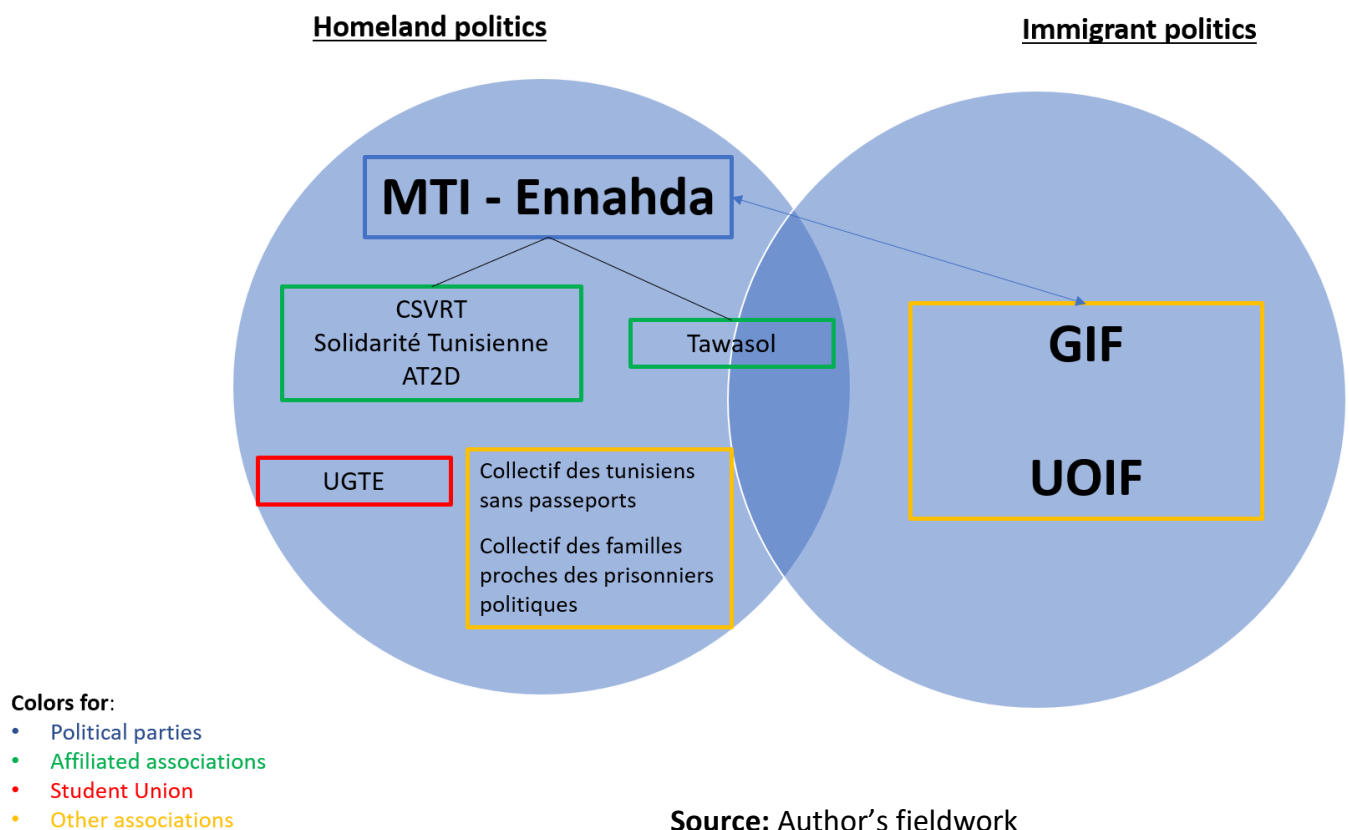 Homeland politics
Immigrant politics
MTI - Ennahda
CSVRT
Solidarité Tunisienne
AT2D
Tawasol
GIF
UOIF
UGTE
Collectif des tunisiens
sans passeports
Collectif des familles
proches des prisonniers
politiques
Colors for:
• Political parties
• Affiliated associations
• Student Union
• Other associations
Source: Author's fieldwork